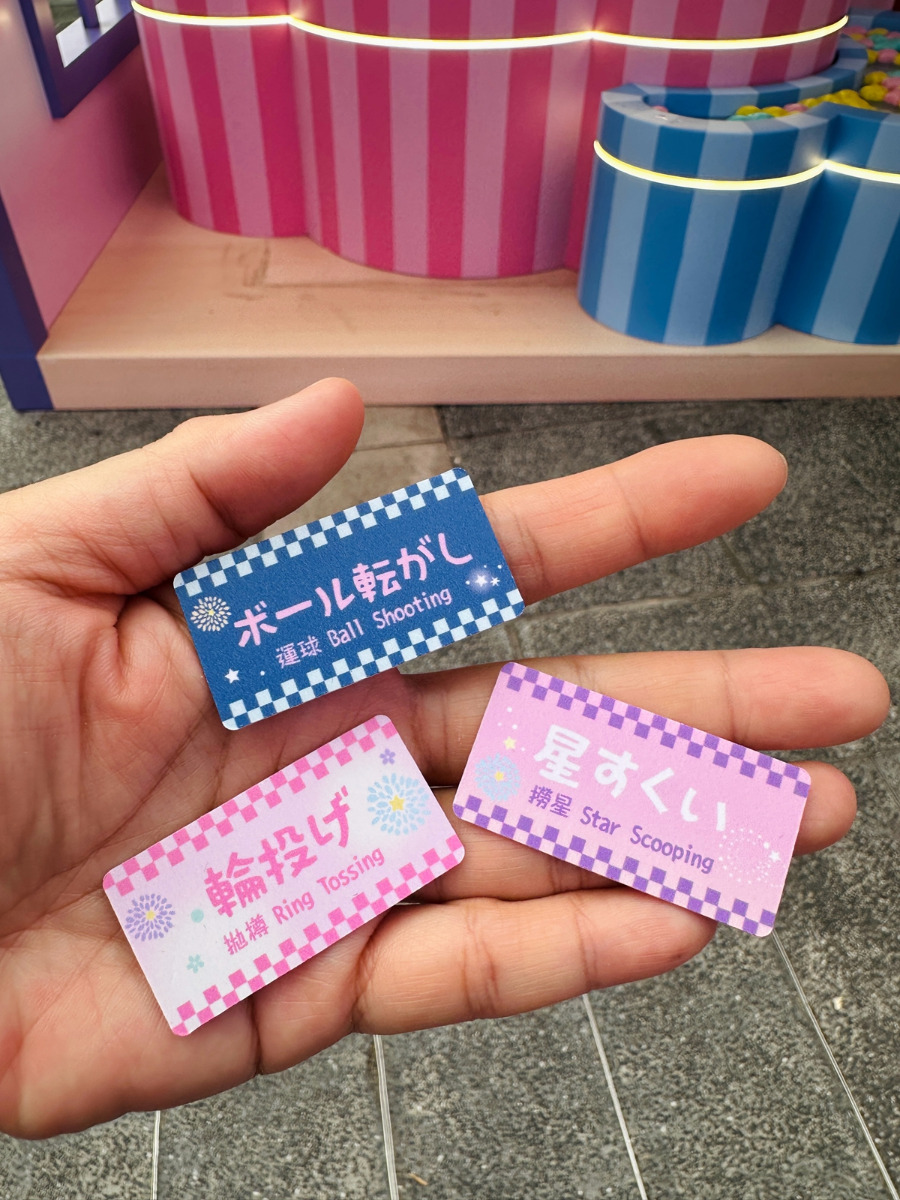 ボール転がし
運球 Ball Shooting
輪投げ
拋樽 Ring Tossing
星すくい
撈星 Star Scooping